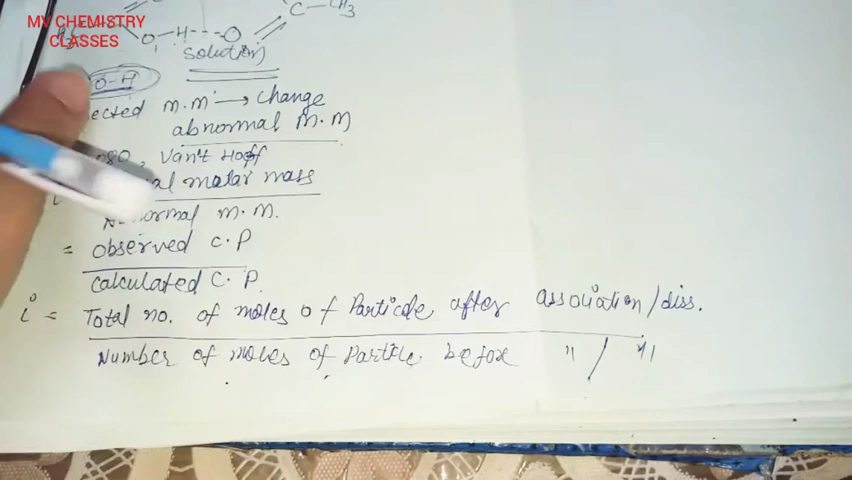 MV CHEMISTRY
CLASSES
C-CH3
O-H---O
Solution
O-H
ected M.M → Change
abnormal M.M
080, Van't Hoff
al molar mass
Abnormal M.M.
= Observed C.P
Calculated C.P.
i = Total no. of moles of Particle after association/diss.
Number of moles of Particle before " / "